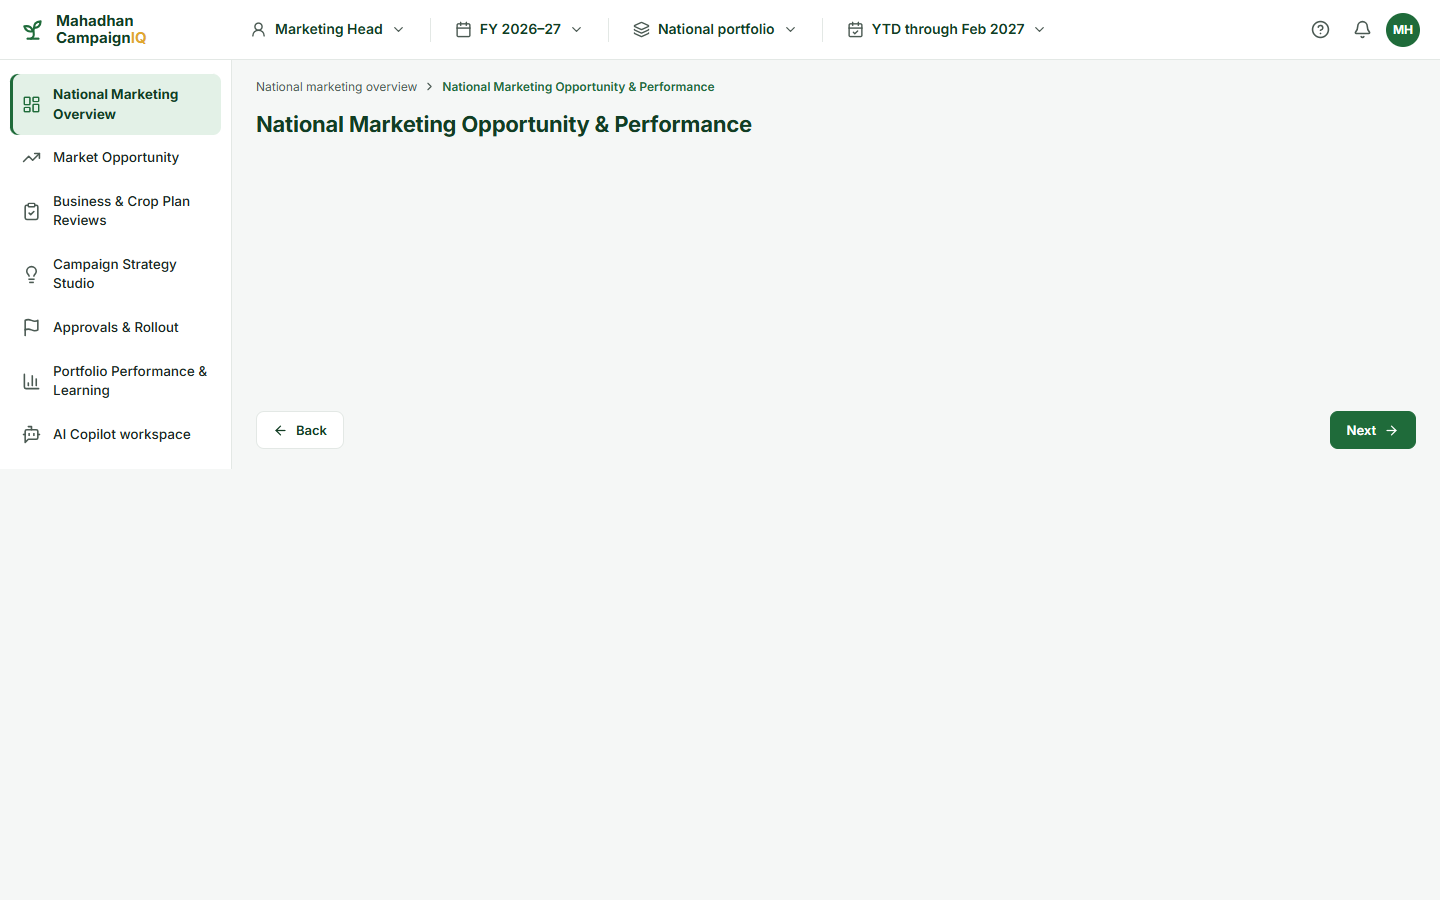 Mahadhan
CampaignIQ
Marketing Head
FY 2026–27
National portfolio
YTD through Feb 2027
MH
National Marketing
Overview
Market Opportunity
Business & Crop Plan
Reviews
Campaign Strategy
Studio
Approvals & Rollout
Portfolio Performance &
Learning
AI Copilot workspace
National marketing overview > National Marketing Opportunity & Performance
National Marketing Opportunity & Performance
Back
Next